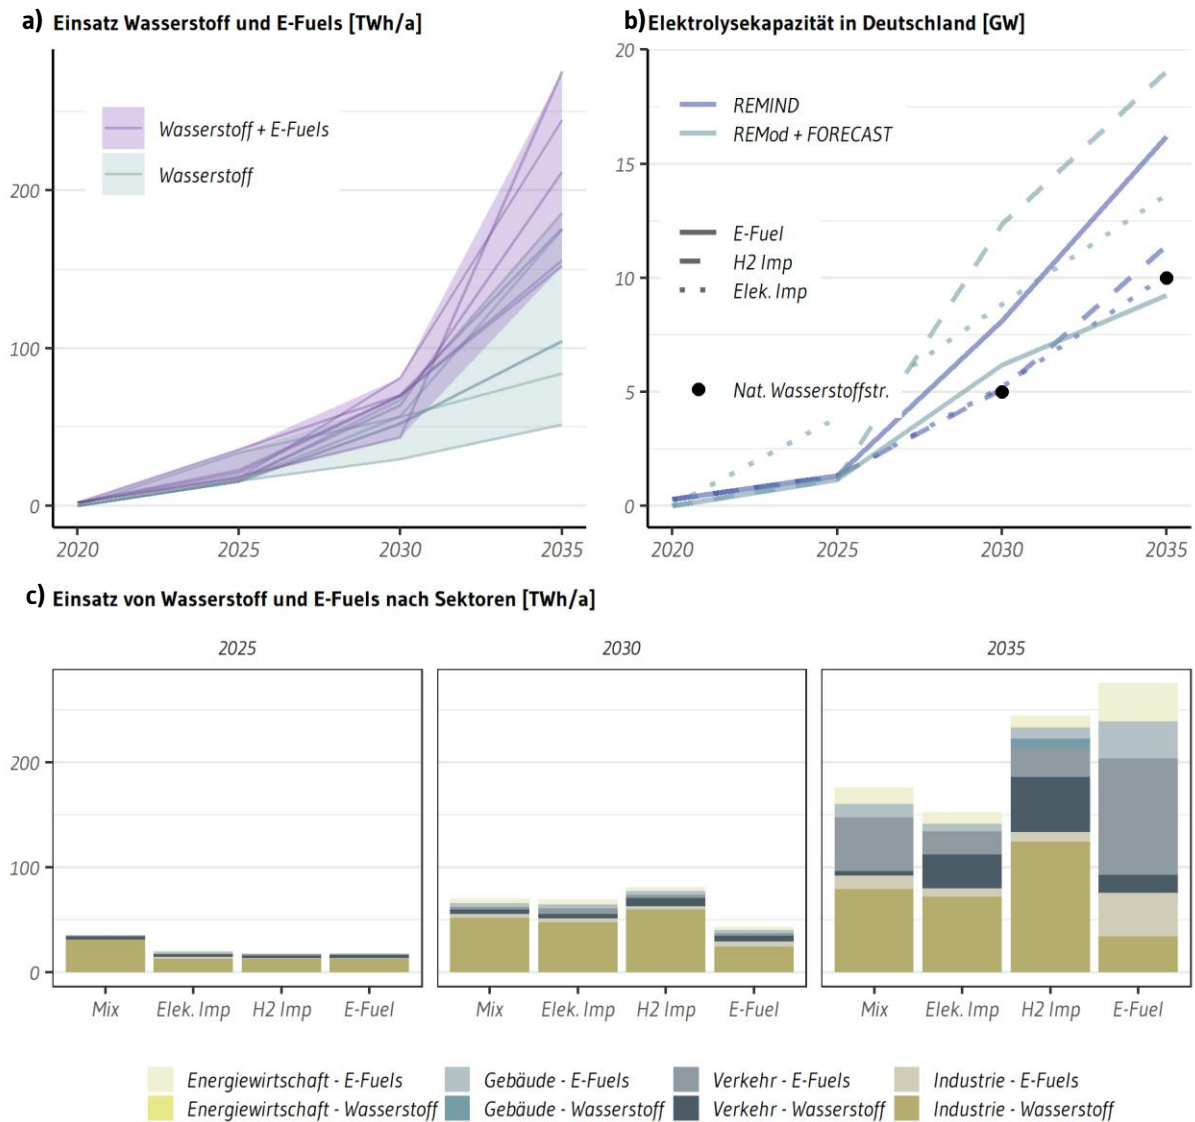 a) Einsatz Wasserstoff und E-Fuels [TWh/a]
200
100
0
2020 2025 2030 2035
Wasserstoff + E-Fuels
Wasserstoff
b) Elektrolysekapazität in Deutschland [GW]
20
15
10
5
0
2020 2025 2030 2035
REMIND
REMod + FORECAST
E-Fuel
H2 Imp
Elek. Imp
Nat. Wasserstoffstr.
c) Einsatz von Wasserstoff und E-Fuels nach Sektoren [TWh/a]
2025 2030 2035
200
100
0
Mix Elek. Imp H2 Imp E-Fuel Mix Elek. Imp H2 Imp E-Fuel Mix Elek. Imp H2 Imp E-Fuel
Energiewirtschaft - E-Fuels Gebäude - E-Fuels Verkehr - E-Fuels Industrie - E-Fuels
Energiewirtschaft - Wasserstoff Gebäude - Wasserstoff Verkehr - Wasserstoff Industrie - Wasserstoff